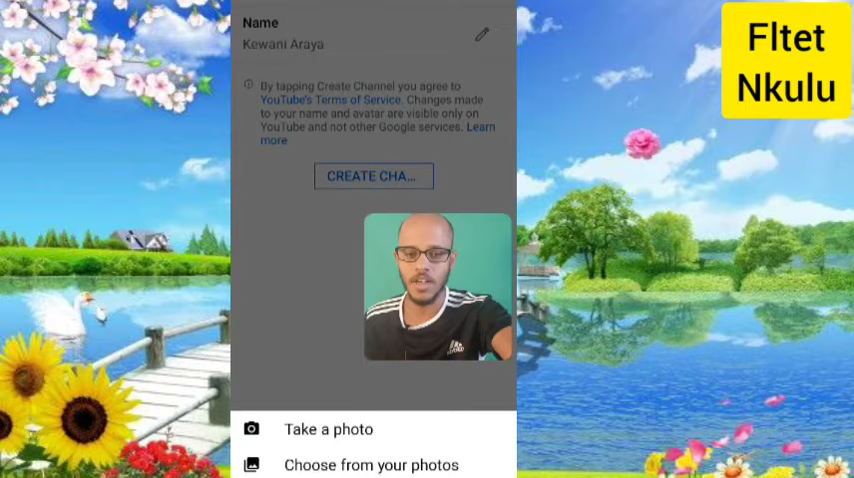 Name
Kewani Araya
By tapping Create Channel you agree to
YouTube's Terms of Service. Changes made
to your name and avatar are visible only on
YouTube and not other Google services. Learn
more
CREATE CHA...
Take a photo
Choose from your photos
Fltet
Nkulu